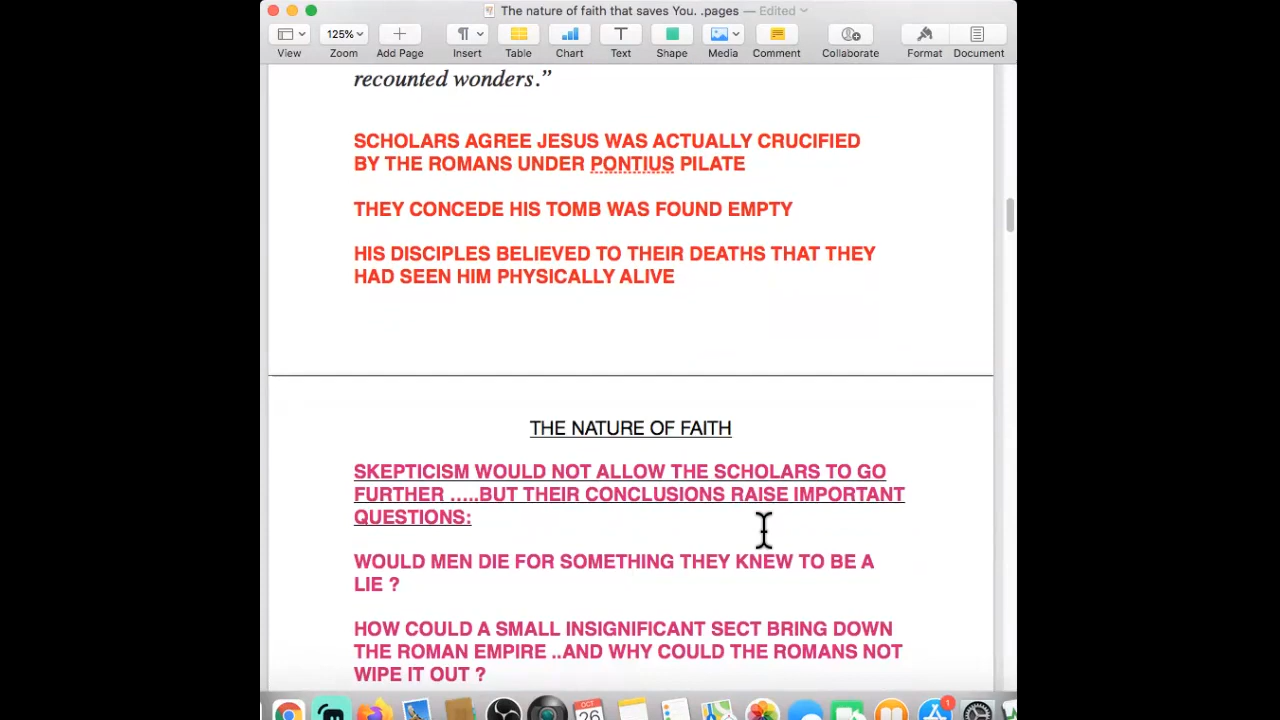 The nature of faith that saves You. .pages — Edited
125%
View
Zoom
Add Page
Insert
Table
Chart
Text
Shape
Media
Comment
Collaborate
Format
Document
recounted wonders.”
SCHOLARS AGREE JESUS WAS ACTUALLY CRUCIFIED
BY THE ROMANS UNDER PONTIUS PILATE
THEY CONCEDE HIS TOMB WAS FOUND EMPTY
HIS DISCIPLES BELIEVED TO THEIR DEATHS THAT THEY
HAD SEEN HIM PHYSICALLY ALIVE
THE NATURE OF FAITH
SKEPTICISM WOULD NOT ALLOW THE SCHOLARS TO GO
FURTHER …..BUT THEIR CONCLUSIONS RAISE IMPORTANT
QUESTIONS:
WOULD MEN DIE FOR SOMETHING THEY KNEW TO BE A
LIE ?
HOW COULD A SMALL INSIGNIFICANT SECT BRING DOWN
THE ROMAN EMPIRE ..AND WHY COULD THE ROMANS NOT
WIPE IT OUT ?
OCT
26
1